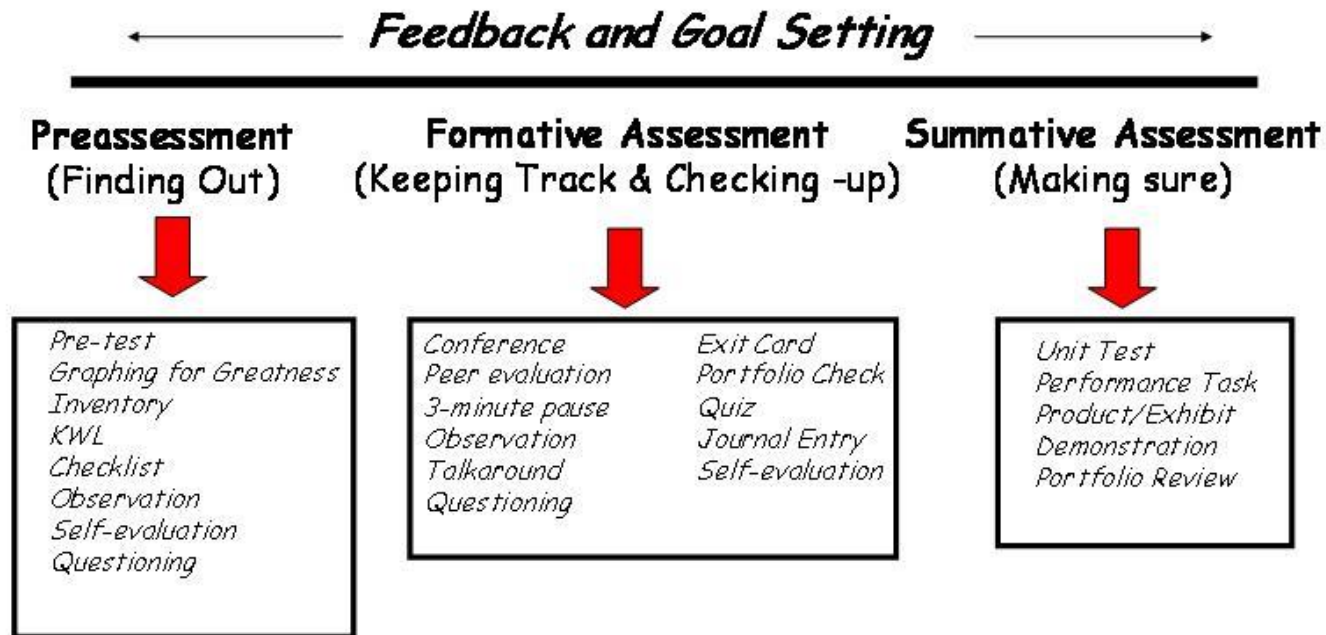 Feedback and Goal Setting
Preassessment
(Finding Out)
Formative Assessment
(Keeping Track & Checking -up)
Summative Assessment
(Making sure)
Pre-test
Graphing for Greatness
Inventory
KWL
Checklist
Observation
Self-evaluation
Questioning
Conference
Peer evaluation
3-minute pause
Observation
Talkaround
Questioning
Exit Card
Portfolio Check
Quiz
Journal Entry
Self-evaluation
Unit Test
Performance Task
Product/Exhibit
Demonstration
Portfolio Review